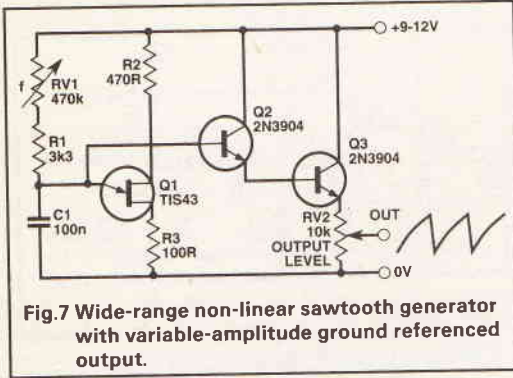 +9-12V
R2
470R
f
RV1
470k
Q2
2N3904
Q3
2N3904
R1
3k3
Q1
TIS43
C1
100n
R3
100R
RV2
10k
OUTPUT
LEVEL
OUT
0V
Fig.7 Wide-range non-linear sawtooth generator
with variable-amplitude ground referenced
output.